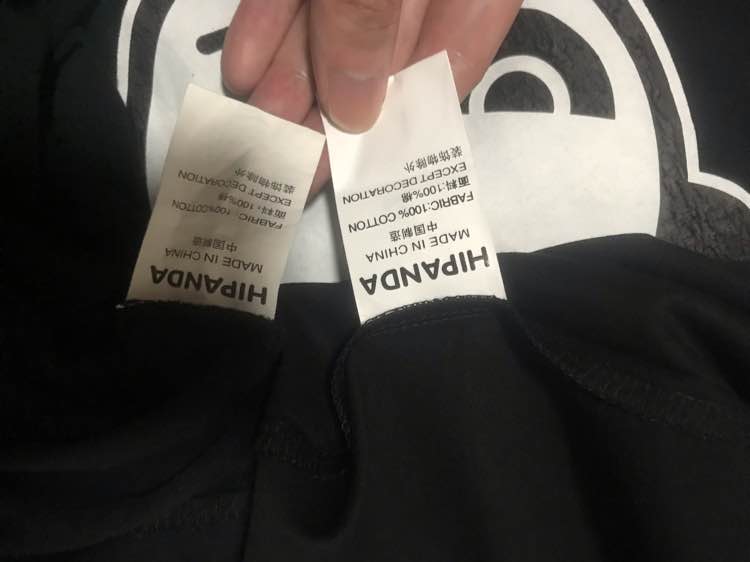 HIPANDA
MADE IN CHINA
中国制造
FABRIC: 100%COTTON
面料: 100%棉
EXCEPT DECORATION
装饰物除外
HIPANDA
MADE IN CHINA
中国制造
FABRIC:100% COTTON
面料:100%棉
EXCEPT DECORATION
装饰物除外